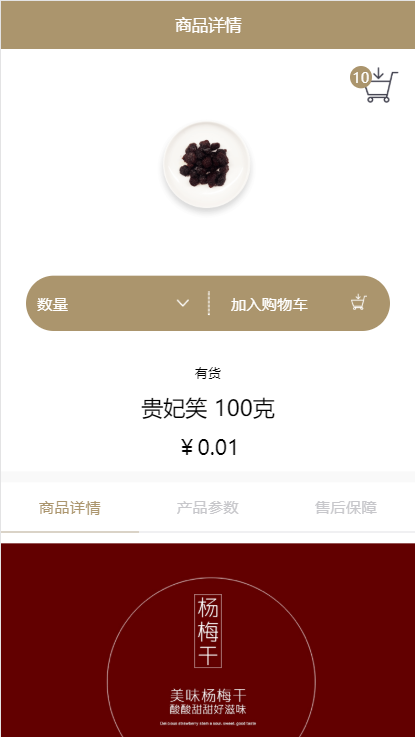 商品详情
10
数量
加入购物车
有货
贵妃笑 100克
￥0.01
商品详情 产品参数 售后保障
杨梅干
美味杨梅干
酸酸甜甜好滋味